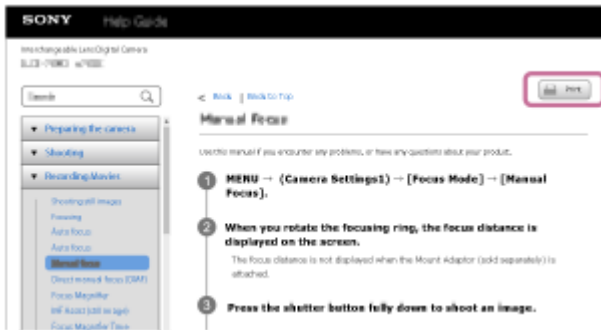 SONY Help Guide
Interchangeable Lens Digital Camera
Search
Back | Back to Top
Print
Manual Focus
Use this manual if you encounter any problems, or have any questions about your product.
Preparing the camera
Shooting
Recording Movies
Shooting still images
Focusing
Auto focus
Auto focus
Manual focus
Direct manual focus (DMF)
Focus Magnifier
MF Assist (still image)
Focus Magnifier Time
1 MENU → (Camera Settings1) → [Focus Mode] → [Manual
Focus].
2 When you rotate the focusing ring, the focus distance is
displayed on the screen.
The focus distance is not displayed when the Mount Adaptor (sold separately) is
attached.
3 Press the shutter button fully down to shoot an image.